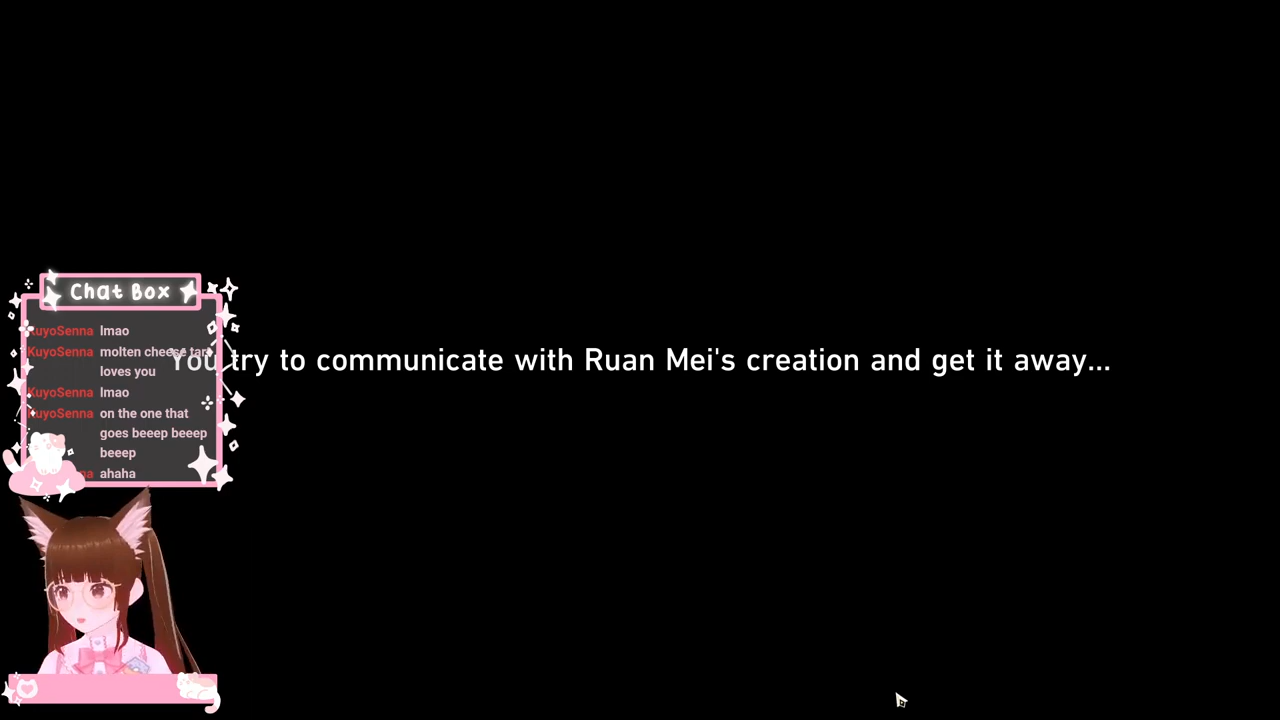 Chat Box
KuyoSenna lmao
KuyoSenna molten cheese tart
loves you
KuyoSenna lmao
KuyoSenna on the one that
goes beeep beeep
beeep
ahaha
You try to communicate with Ruan Mei's creation and get it away...